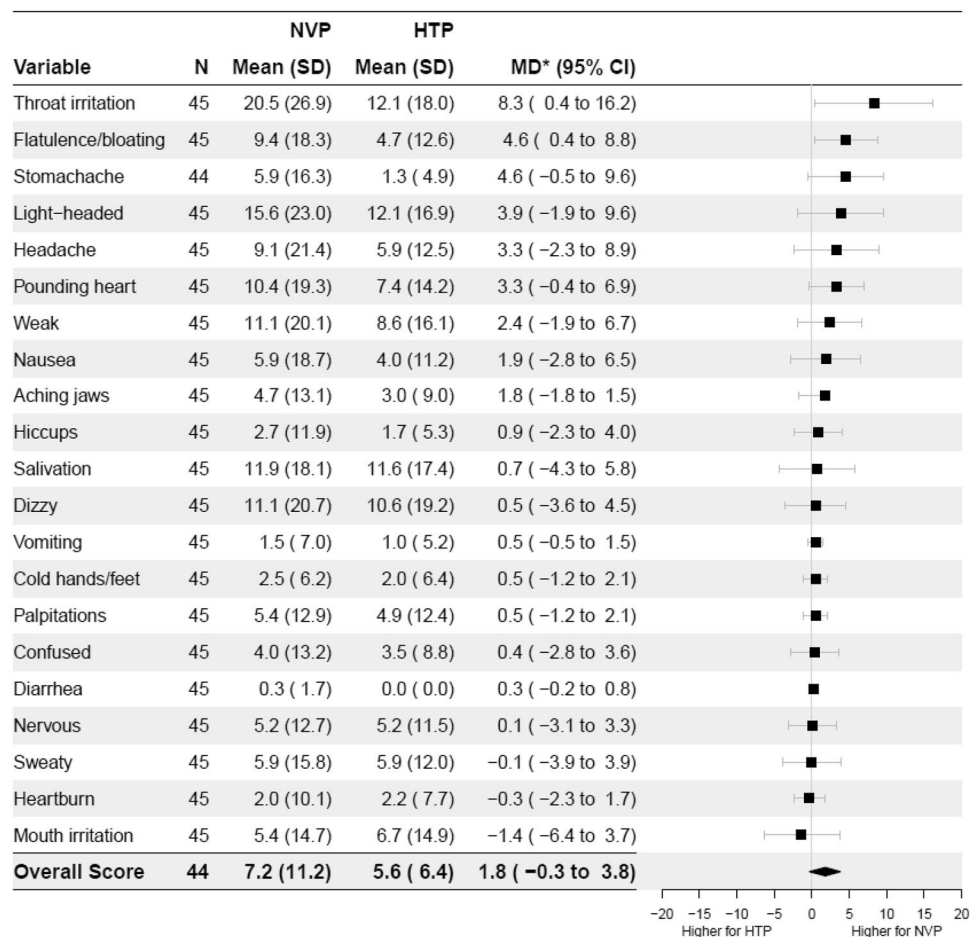 NVP HTP
Variable N Mean (SD) Mean (SD) MD* (95% CI)
Throat irritation 45 20.5 (26.9) 12.1 (18.0) 8.3 ( 0.4 to 16.2)
Flatulence/bloating 45 9.4 (18.3) 4.7 (12.6) 4.6 ( 0.4 to 8.8)
Stomachache 44 5.9 (16.3) 1.3 ( 4.9) 4.6 ( −0.5 to 9.6)
Light−headed 45 15.6 (23.0) 12.1 (16.9) 3.9 ( −1.9 to 9.6)
Headache 45 9.1 (21.4) 5.9 (12.5) 3.3 ( −2.3 to 8.9)
Pounding heart 45 10.4 (19.3) 7.4 (14.2) 3.3 ( −0.4 to 6.9)
Weak 45 11.1 (20.1) 8.6 (16.1) 2.4 ( −1.9 to 6.7)
Nausea 45 5.9 (18.7) 4.0 (11.2) 1.9 ( −2.8 to 6.5)
Aching jaws 45 4.7 (13.1) 3.0 ( 9.0) 1.8 ( −1.8 to 1.5)
Hiccups 45 2.7 (11.9) 1.7 ( 5.3) 0.9 ( −2.3 to 4.0)
Salivation 45 11.9 (18.1) 11.6 (17.4) 0.7 ( −4.3 to 5.8)
Dizzy 45 11.1 (20.7) 10.6 (19.2) 0.5 ( −3.6 to 4.5)
Vomiting 45 1.5 ( 7.0) 1.0 ( 5.2) 0.5 ( −0.5 to 1.5)
Cold hands/feet 45 2.5 ( 6.2) 2.0 ( 6.4) 0.5 ( −1.2 to 2.1)
Palpitations 45 5.4 (12.9) 4.9 (12.4) 0.5 ( −1.2 to 2.1)
Confused 45 4.0 (13.2) 3.5 ( 8.8) 0.4 ( −2.8 to 3.6)
Diarrhea 45 0.3 ( 1.7) 0.0 ( 0.0) 0.3 ( −0.2 to 0.8)
Nervous 45 5.2 (12.7) 5.2 (11.5) 0.1 ( −3.1 to 3.3)
Sweaty 45 5.9 (15.8) 5.9 (12.0) −0.1 ( −3.9 to 3.9)
Heartburn 45 2.0 (10.1) 2.2 ( 7.7) −0.3 ( −2.3 to 1.7)
Mouth irritation 45 5.4 (14.7) 6.7 (14.9) −1.4 ( −6.4 to 3.7)
Overall Score 44 7.2 (11.2) 5.6 ( 6.4) 1.8 ( −0.3 to 3.8)
−20 −15 −10 −5 0 5 10 15 20
Higher for HTP Higher for NVP